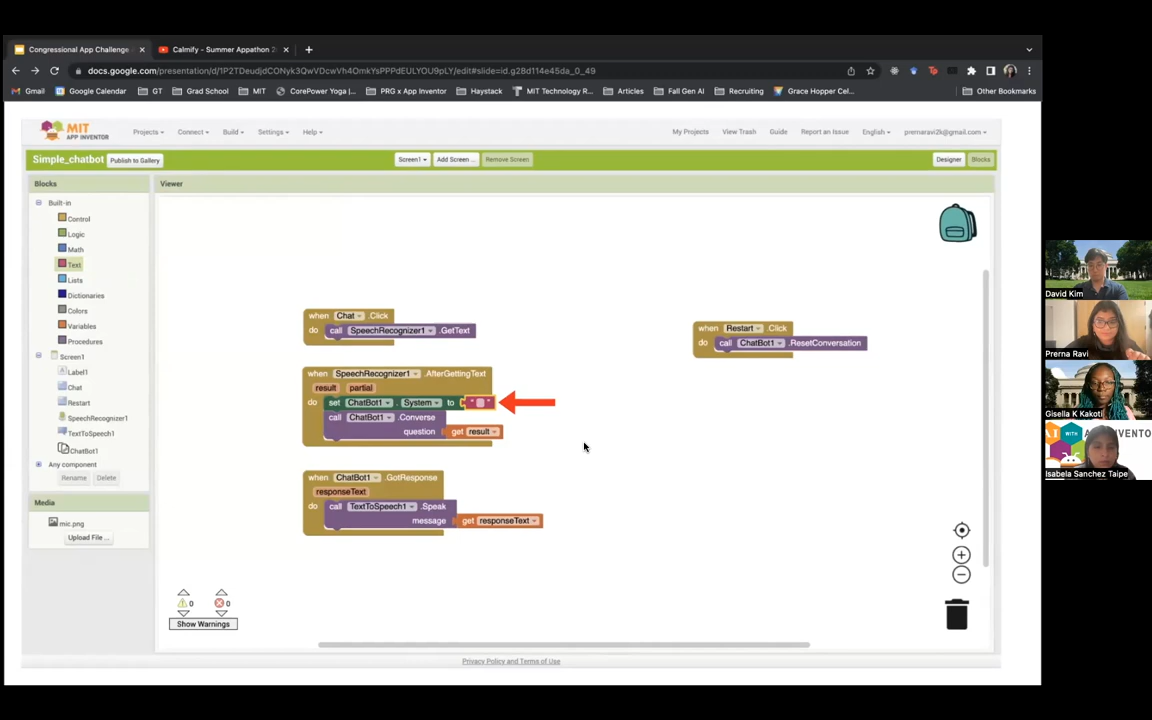 Congressional App Challenge
Calmify - Summer Appathon 2
docs.google.com/presentation/d/1P2TDeudjdCONyk3QwVDcwVh4OmkYsPPPdEULYOU9pLY/edit#slide=id.g28d114e45da_0_49
Gmail
Google Calendar
GT
Grad School
MIT
CorePower Yoga |...
PRG x App Inventor
Haystack
MIT Technology R...
Articles
Fall Gen AI
Recruiting
Grace Hopper Cel...
Other Bookmarks
MIT
APP INVENTOR
Projects
Connect
Build
Settings
Help
My Projects
View Trash
Guide
Report an Issue
English
prernaravi2k@gmail.com
Simple_chatbot
Publish to Gallery
Screen1
Add Screen ...
Remove Screen
Designer
Blocks
Blocks
Viewer
Built-in
Control
Logic
Math
Text
Lists
Dictionaries
Colors
Variables
Procedures
Screen1
Label1
Chat
Restart
SpeechRecognizer1
TextToSpeech1
ChatBot1
Any component
Rename
Delete
Media
mic.png
Upload File ...
when Chat .Click
do call SpeechRecognizer1 .GetText
when SpeechRecognizer1 .AfterGettingText
result partial
do set ChatBot1 . System to " "
call ChatBot1 .Converse
question get result
when ChatBot1 .GotResponse
responseText
do call TextToSpeech1 .Speak
message get responseText
when Restart .Click
do call ChatBot1 .ResetConversation
0
0
Show Warnings
Privacy Policy and Terms of Use
David Kim
Prerna Ravi
Gisella K Kakoti
WITH
Isabela Sanchez Taipe